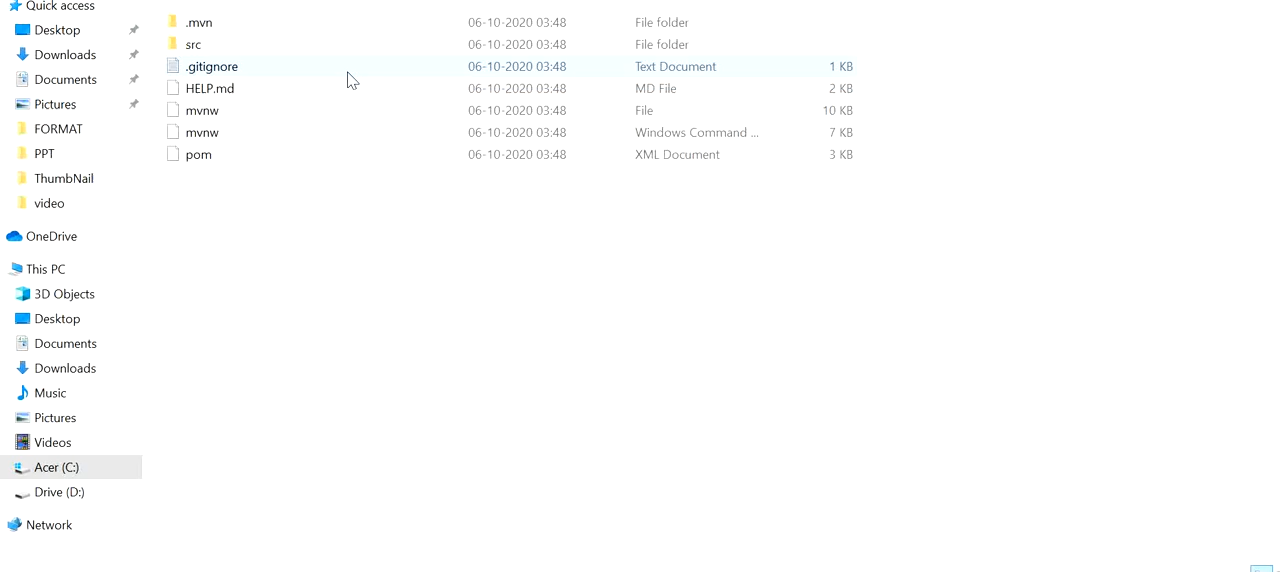 Quick access
Desktop
Downloads
Documents
Pictures
FORMAT
PPT
ThumbNail
video
OneDrive
This PC
3D Objects
Desktop
Documents
Downloads
Music
Pictures
Videos
Acer (C:)
Drive (D:)
Network
.mvn 06-10-2020 03:48 File folder
src 06-10-2020 03:48 File folder
.gitignore 06-10-2020 03:48 Text Document 1 KB
HELP.md 06-10-2020 03:48 MD File 2 KB
mvnw 06-10-2020 03:48 File 10 KB
mvnw 06-10-2020 03:48 Windows Command ... 7 KB
pom 06-10-2020 03:48 XML Document 3 KB